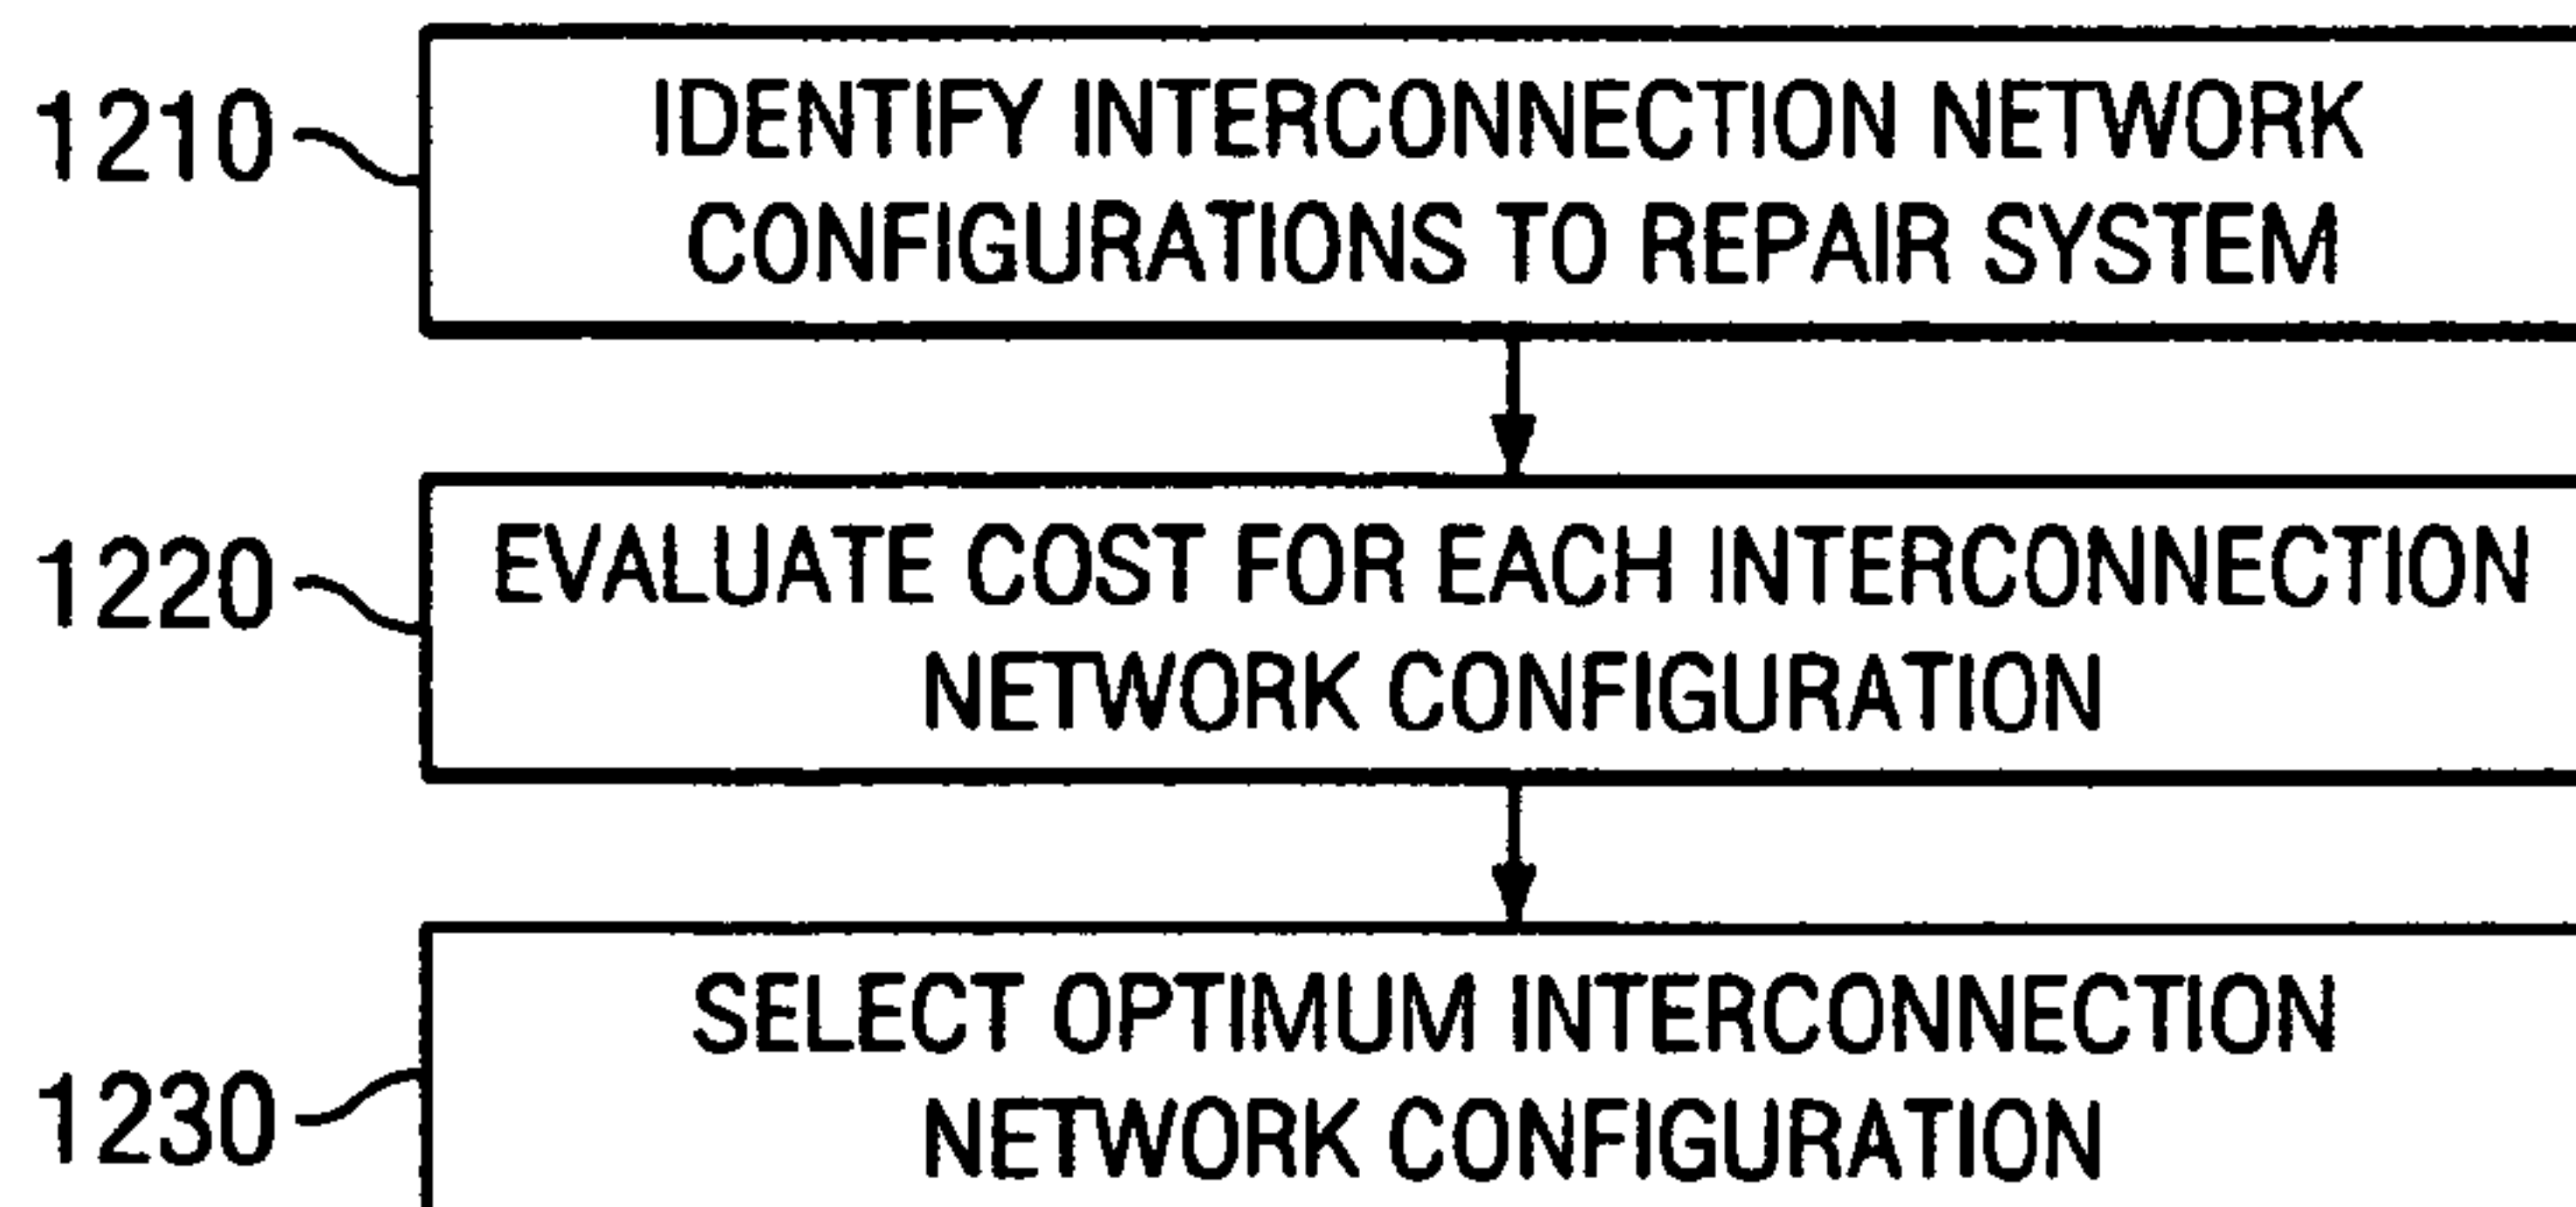 1210
IDENTIFY INTERCONNECTION NETWORK
CONFIGURATIONS TO REPAIR SYSTEM
1220
EVALUATE COST FOR EACH INTERCONNECTION
NETWORK CONFIGURATION
1230
SELECT OPTIMUM INTERCONNECTION
NETWORK CONFIGURATION